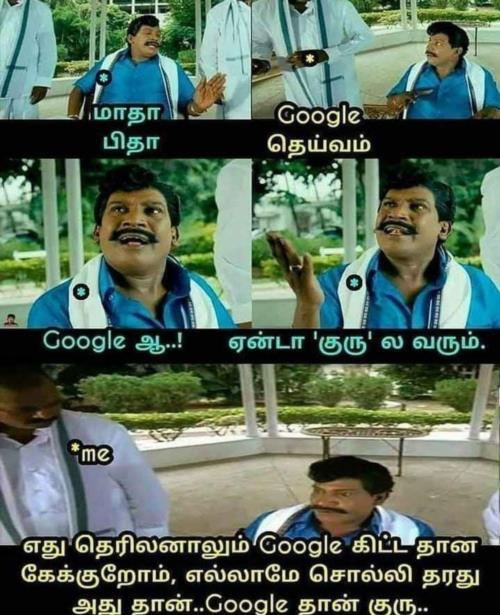 மாதா
பிதா
Google
தெய்வம்
Google ஆ..!
ஏன்டா 'குரு' ல வரும்.
*me
எது தெரிலனாலும் Google கிட்ட தான
கேக்குறோம், எல்லாமே சொல்லி தரது
அது தான்..Google தான் குரு..